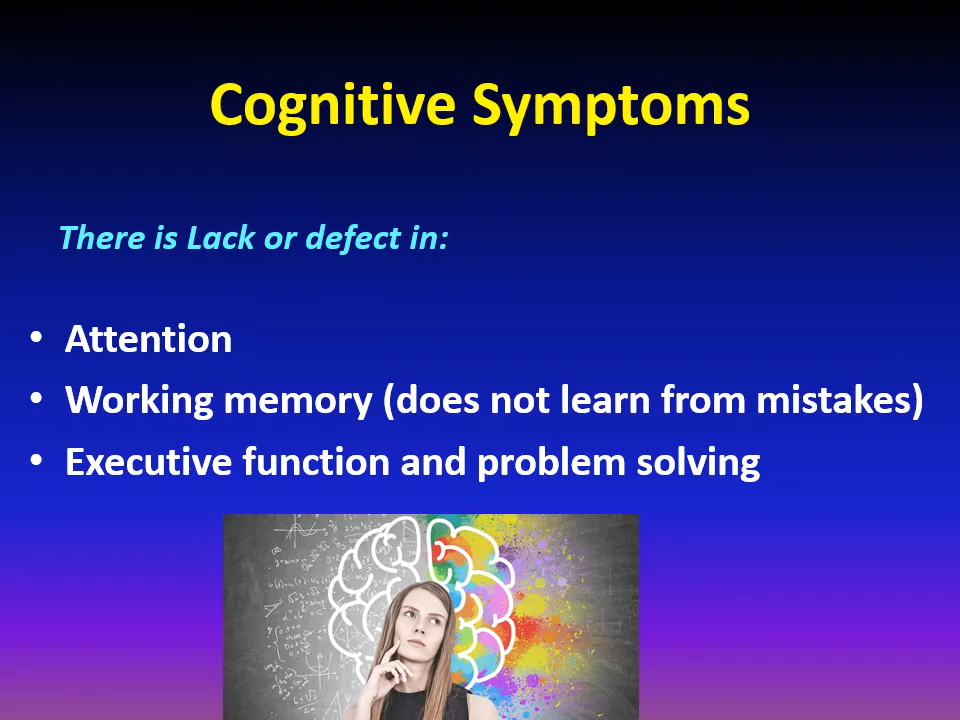 Cognitive Symptoms
There is Lack or defect in:
• Attention
• Working memory (does not learn from mistakes)
• Executive function and problem solving